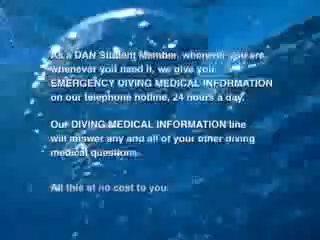 As a DAN Student Member, wherever you are,
whenever you need it, we give you
EMERGENCY DIVING MEDICAL INFORMATION
on our telephone hotline, 24 hours a day.
Our DIVING MEDICAL INFORMATION line
will answer any and all of your other diving
medical questions.
All this at no cost to you